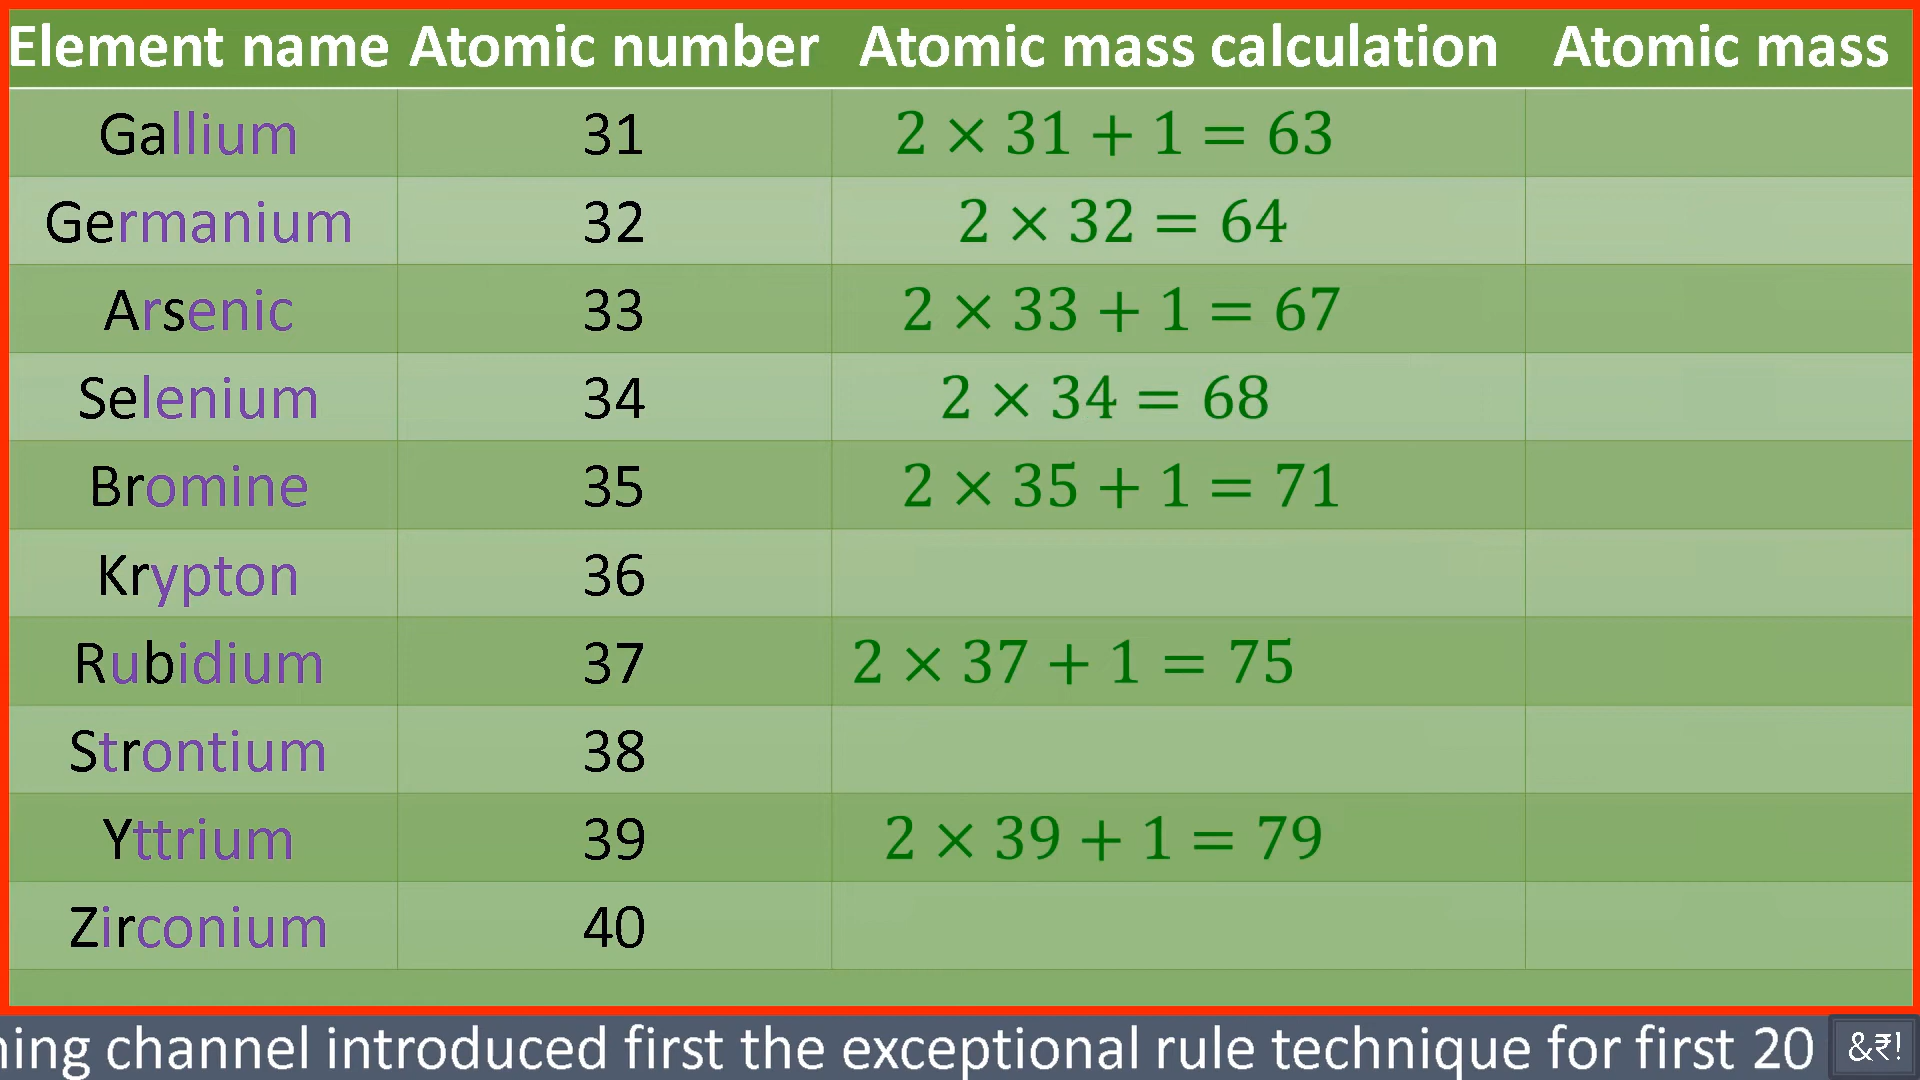 Element name Atomic number Atomic mass calculation Atomic mass
Gallium 31 2 × 31 + 1 = 63
Germanium 32 2 × 32 = 64
Arsenic 33 2 × 33 + 1 = 67
Selenium 34 2 × 34 = 68
Bromine 35 2 × 35 + 1 = 71
Krypton 36
Rubidium 37 2 × 37 + 1 = 75
Strontium 38
Yttrium 39 2 × 39 + 1 = 79
Zirconium 40
channel introduced first the exceptional rule technique for first 20 &₹!